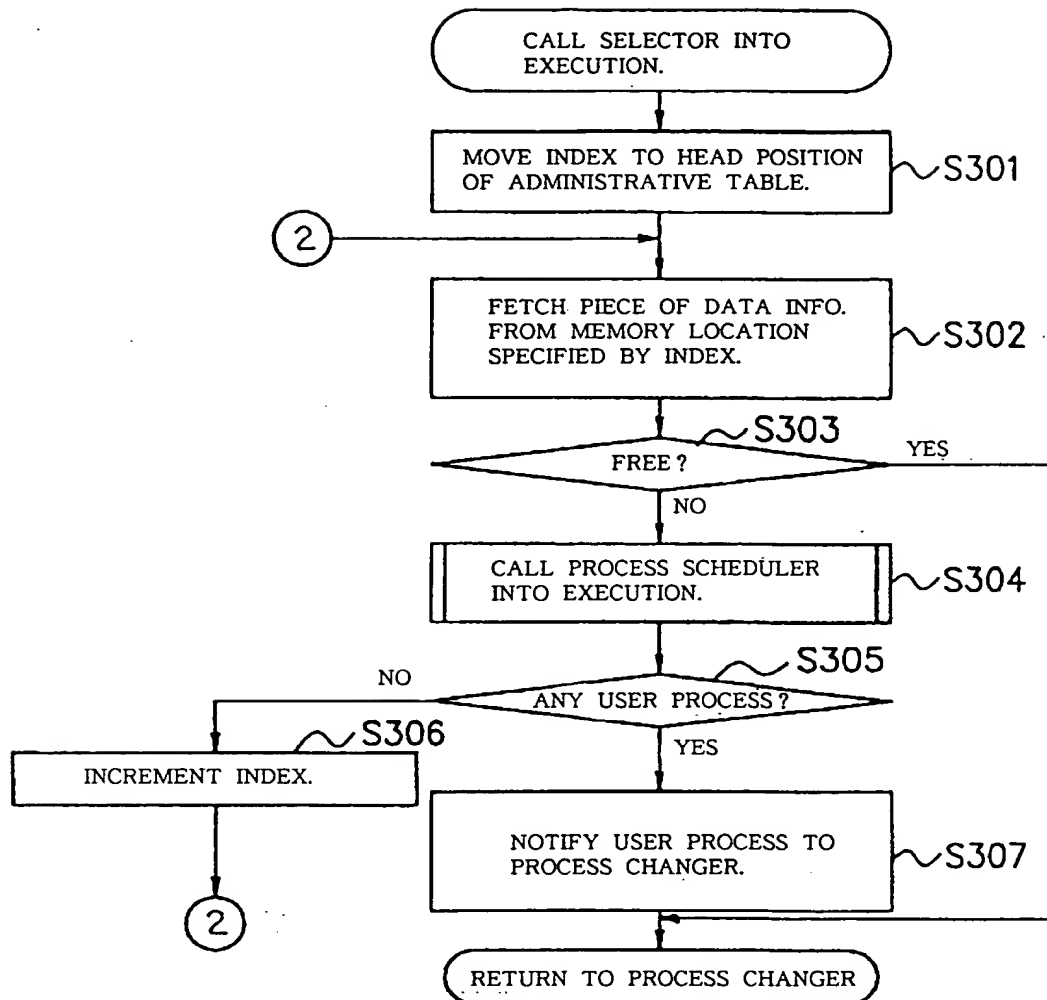 CALL SELECTOR INTO
EXECUTION.
MOVE INDEX TO HEAD POSITION
OF ADMINISTRATIVE TABLE.
S301
2
FETCH PIECE OF DATA INFO.
FROM MEMORY LOCATION
SPECIFIED BY INDEX.
S302
S303
FREE?
YES
NO
CALL PROCESS SCHEDULER
INTO EXECUTION.
S304
S305
NO
ANY USER PROCESS?
YES
S306
INCREMENT INDEX.
NOTIFY USER PROCESS TO
PROCESS CHANGER.
S307
2
RETURN TO PROCESS CHANGER